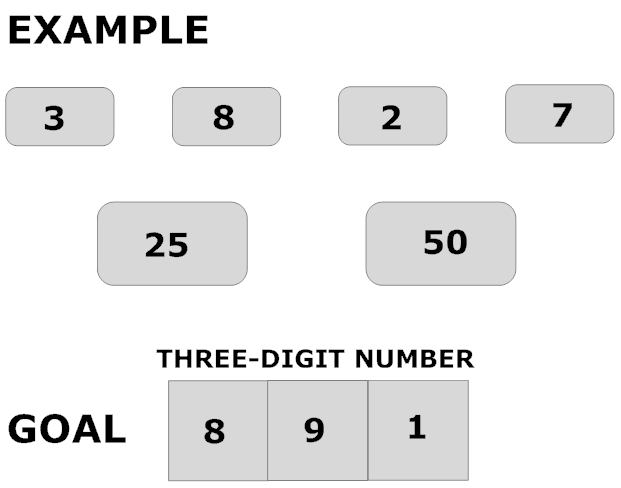 EXAMPLE
3 8 2 7
25 50
THREE-DIGIT NUMBER
GOAL 8 9 1